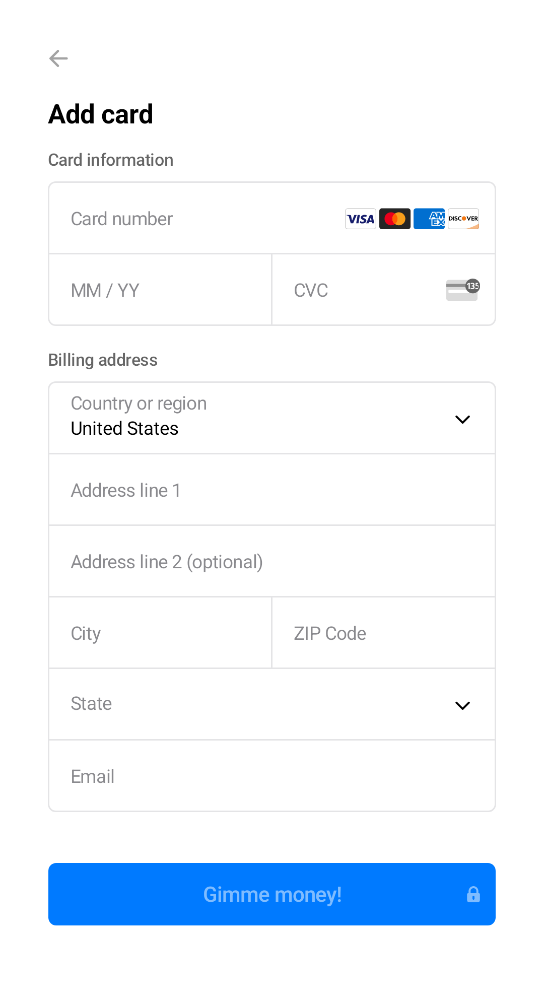 Add card
Card information
Card number VISA AM EX DISCOVER
MM / YY CVC 135
Billing address
Country or region
United States
Address line 1
Address line 2 (optional)
City ZIP Code
State
Email
Gimme money!